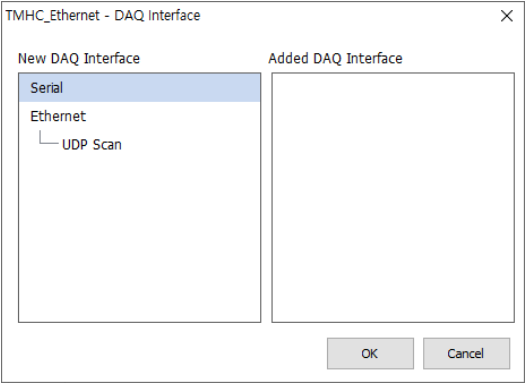 TMHC_Ethernet - DAQ Interface
New DAQ Interface
Added DAQ Interface
Serial
Ethernet
UDP Scan
OK
Cancel